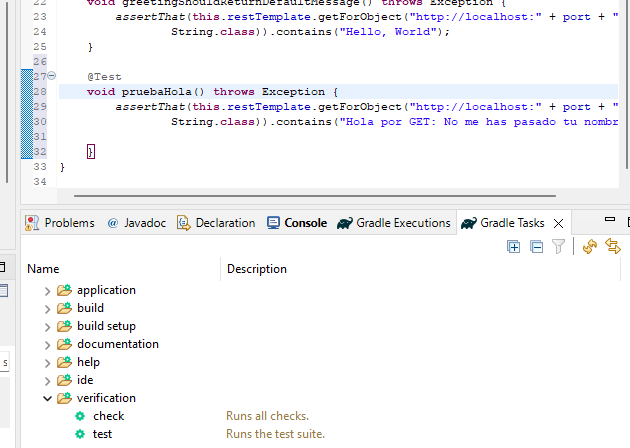 22 void greetingShouldReturnDefaultMessage() throws Exception {
23 assertThat(this.restTemplate.getForObject("http://localhost:" + port + "
24 String.class)).contains("Hello, World");
25 }
26
27 @Test
28 void pruebaHola() throws Exception {
29 assertThat(this.restTemplate.getForObject("http://localhost:" + port + "
30 String.class)).contains("Hola por GET: No me has pasado tu nombr
31
32 }
33 }
34
Problems @ Javadoc Declaration Console Gradle Executions Gradle Tasks
Name Description
application
build
build setup
documentation
help
ide
verification
check Runs all checks.
test Runs the test suite.
s